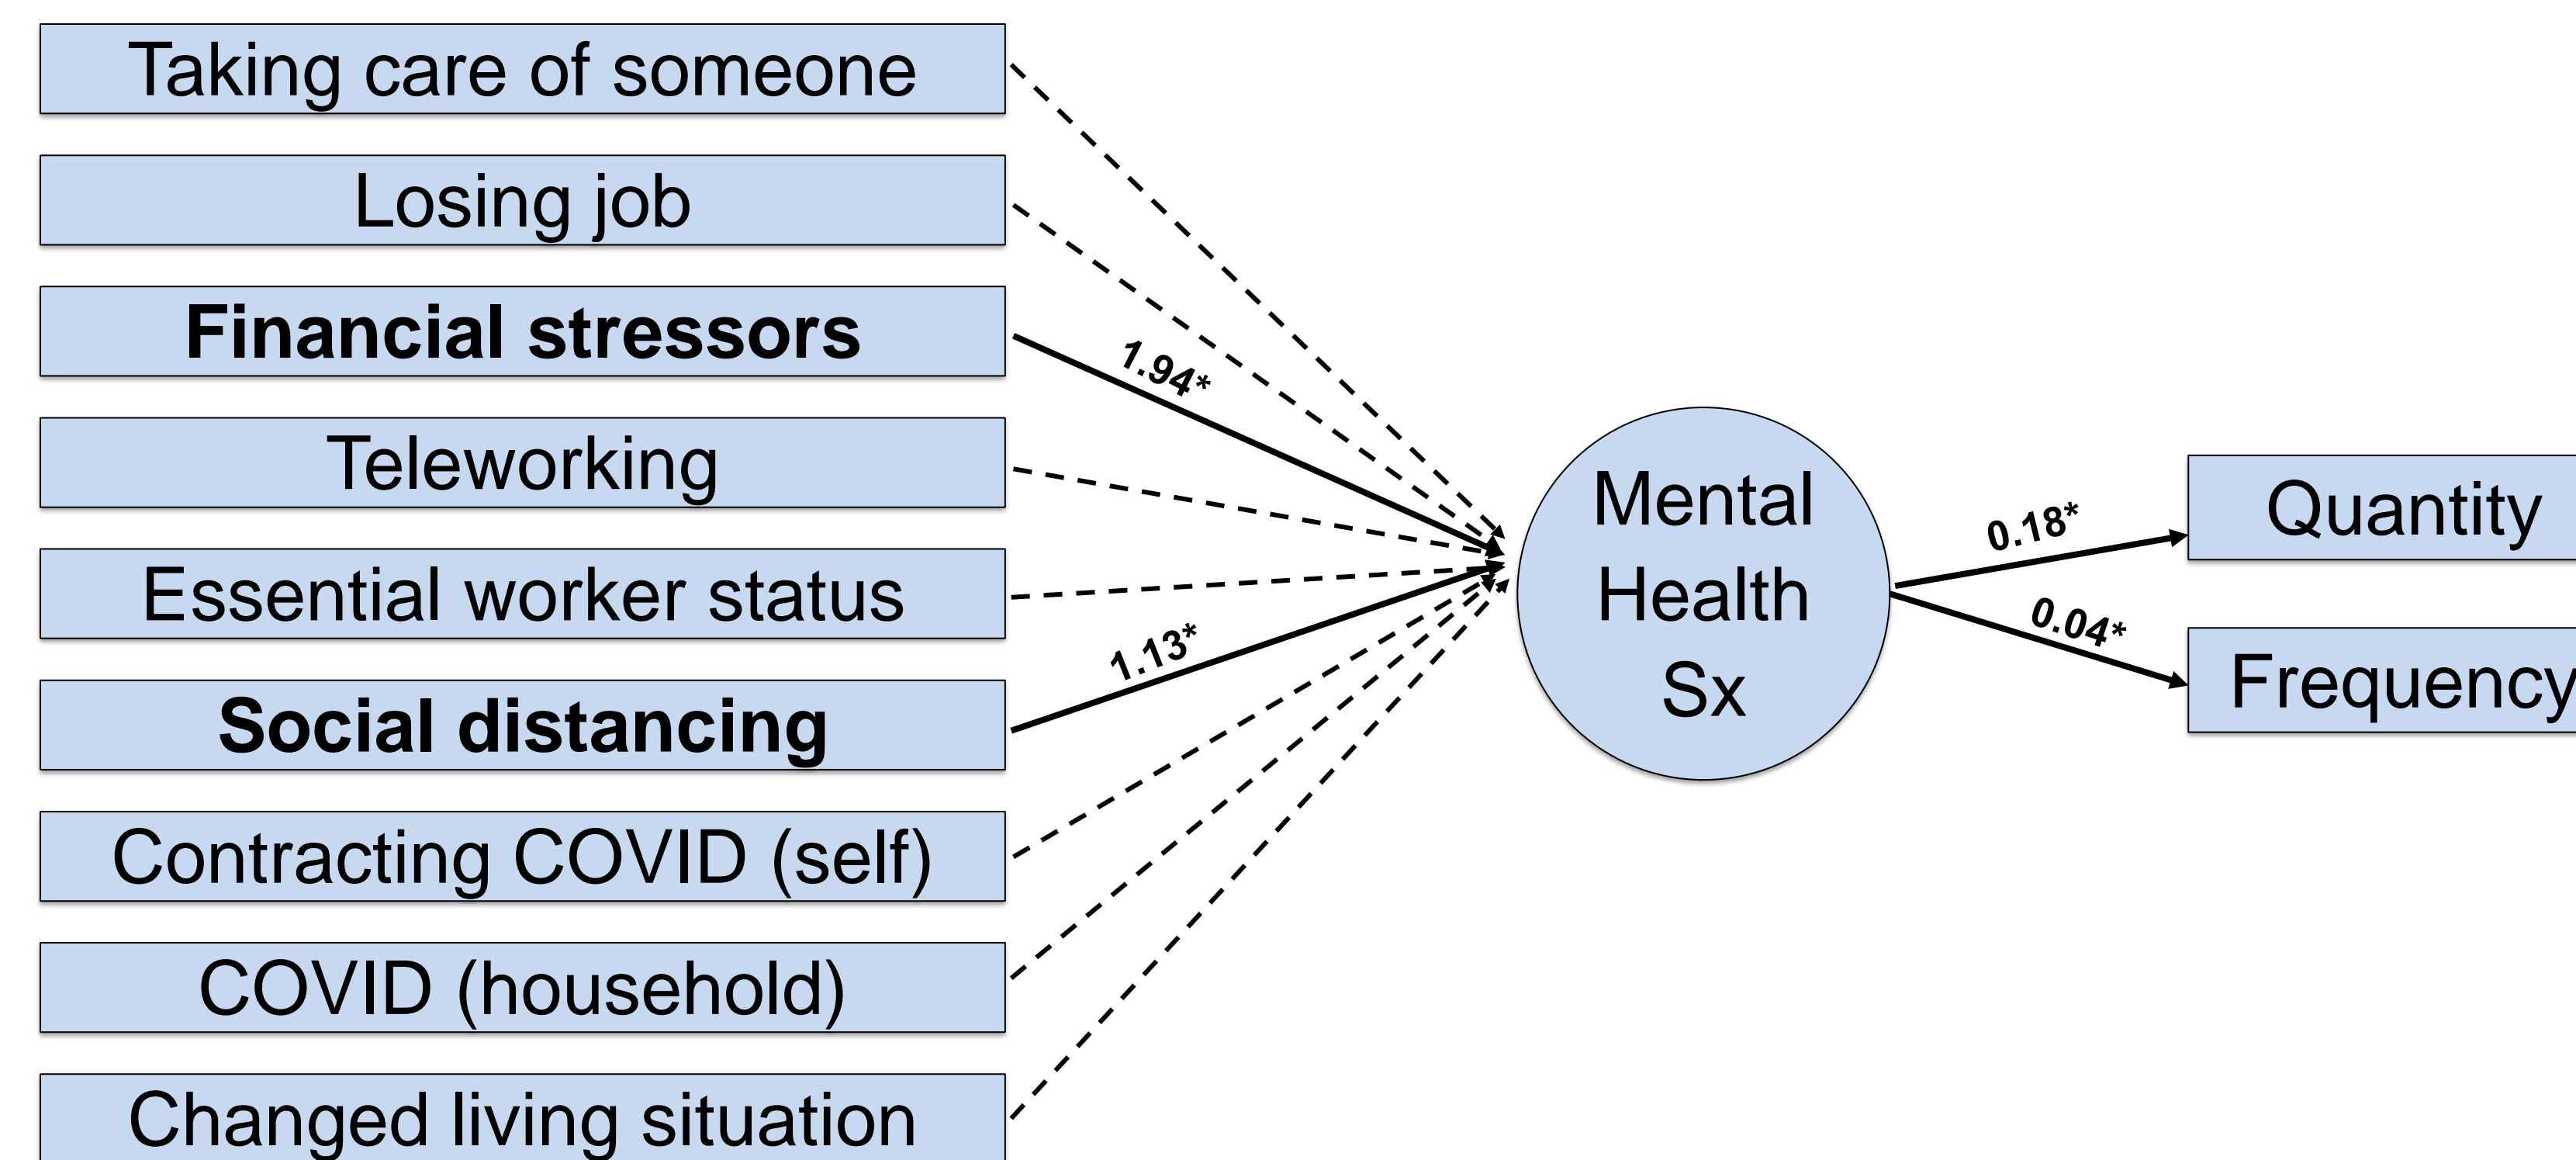 Taking care of someone
Losing job
Financial stressors
Teleworking
Essential worker status
Social distancing
Contracting COVID (self)
COVID (household)
Changed living situation
1.94*
1.13*
Mental
Health
Sx
0.18*
0.04*
Quantity
Frequency